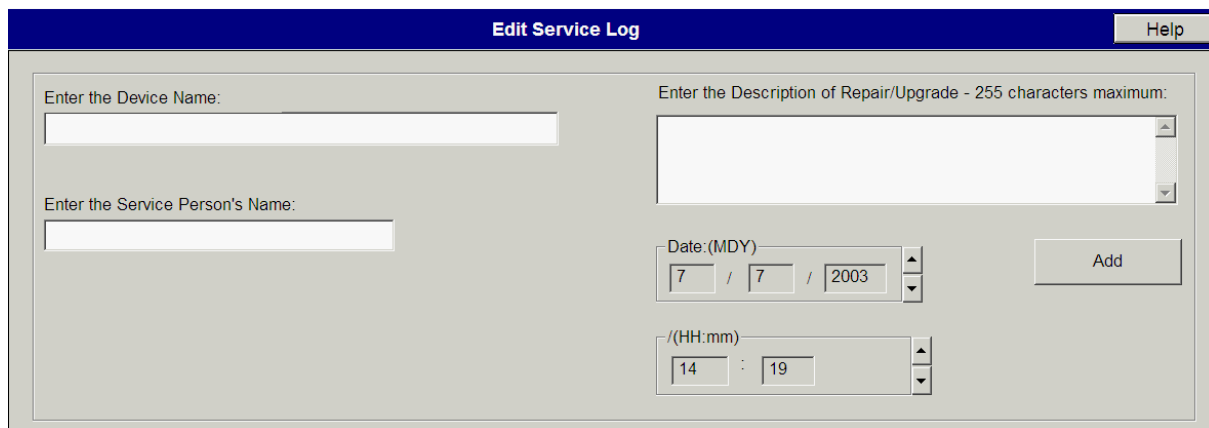 Edit Service Log
Help
Enter the Device Name:
Enter the Service Person's Name:
Enter the Description of Repair/Upgrade - 255 characters maximum:
Date:(MDY)
7 / 7 / 2003
Add
/(HH:mm)
14 : 19